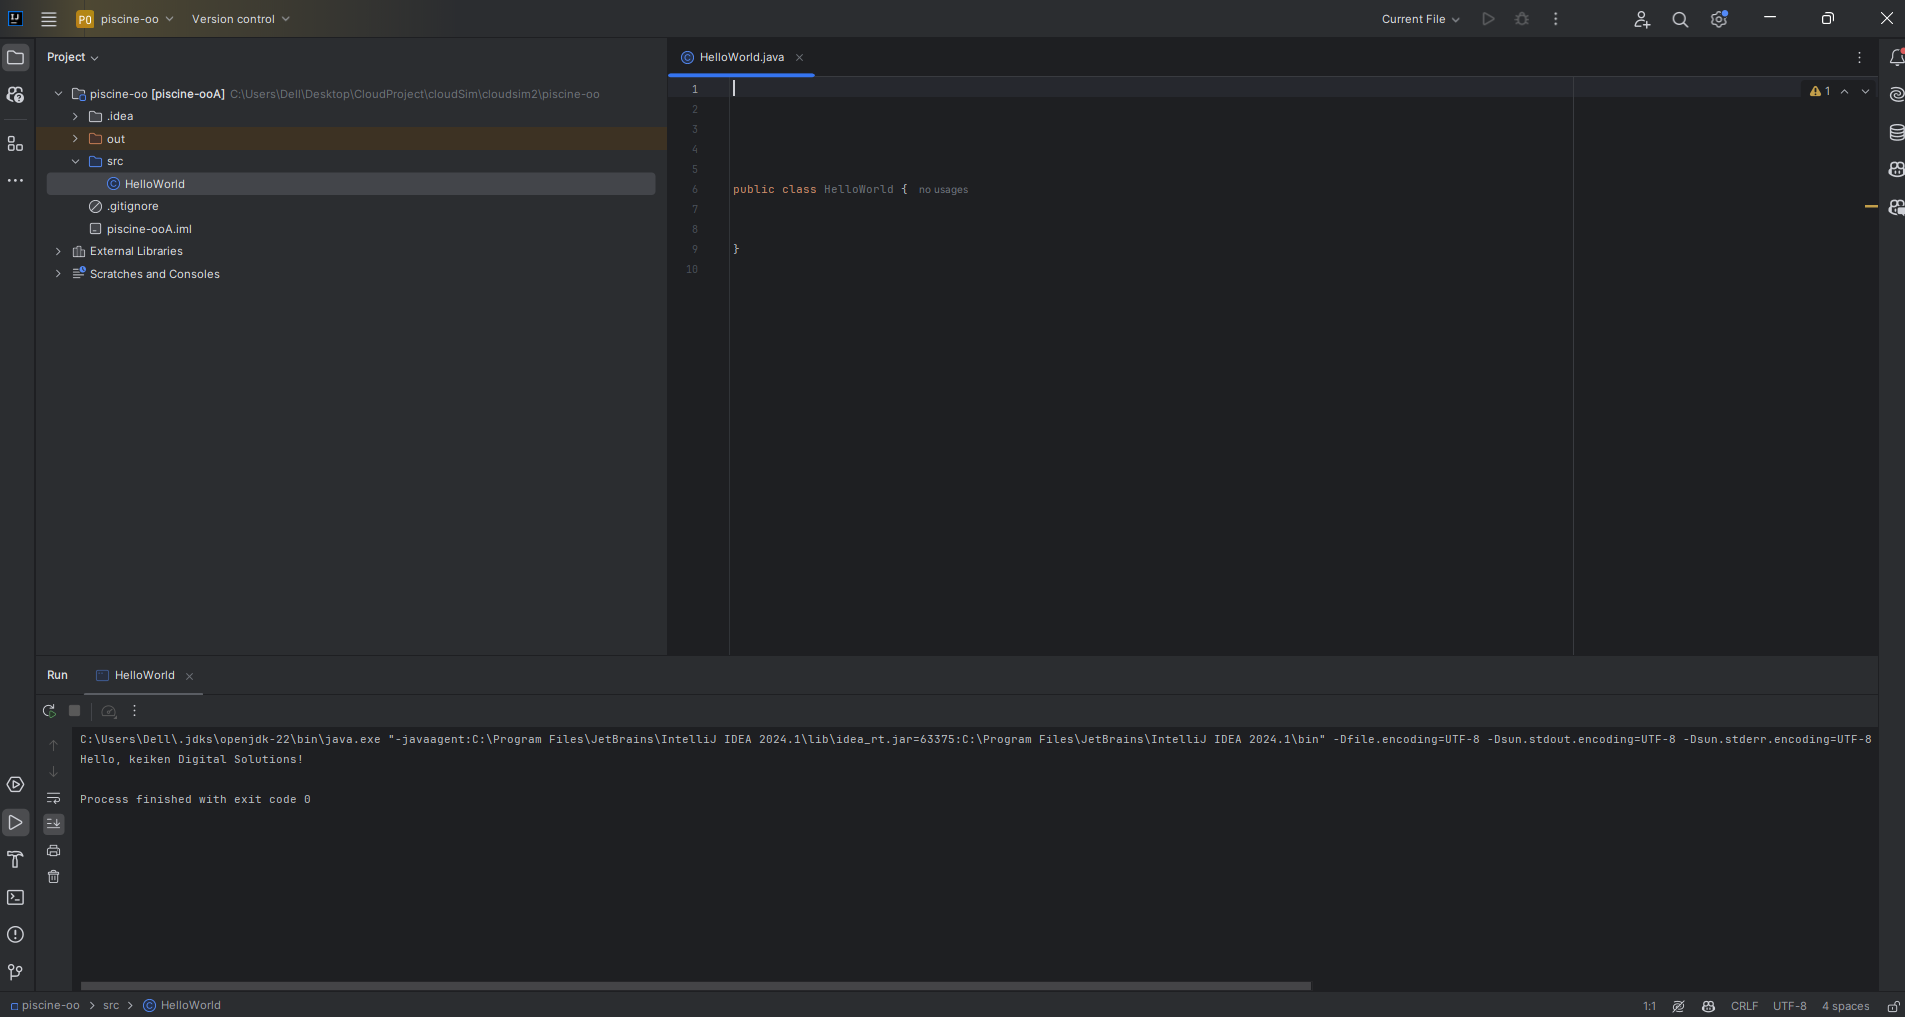 PO piscine-oo Version control Current File
Project
HelloWorld.java
piscine-oo [piscine-ooA] C:\Users\Dell\Desktop\CloudProject\cloudSim\cloudsim2\piscine-oo
.idea
out
src
HelloWorld
.gitignore
piscine-ooA.iml
External Libraries
Scratches and Consoles
1
1
2
3
4
5
6 public class HelloWorld { no usages
7
8
9 }
10
Run HelloWorld
C:\Users\Dell\.jdks\openjdk-22\bin\java.exe "-javaagent:C:\Program Files\JetBrains\IntelliJ IDEA 2024.1\lib\idea_rt.jar=63375:C:\Program Files\JetBrains\IntelliJ IDEA 2024.1\bin" -Dfile.encoding=UTF-8 -Dsun.stdout.encoding=UTF-8 -Dsun.stderr.encoding=UTF-8
Hello, keiken Digital Solutions!
Process finished with exit code 0
piscine-oo > src > HelloWorld 1:1 CRLF UTF-8 4 spaces